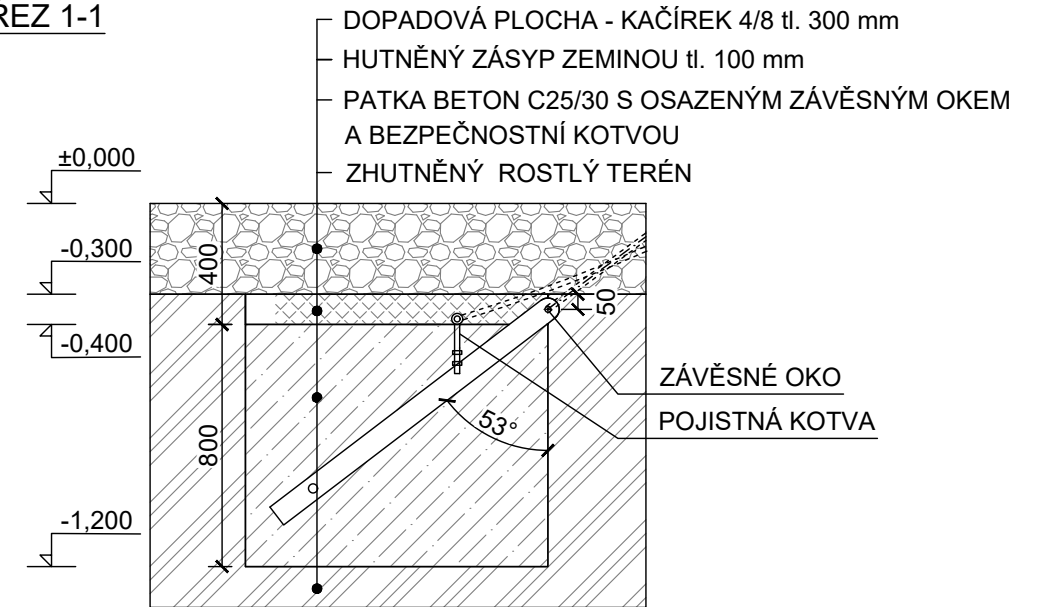 ŘEZ 1-1
DOPADOVÁ PLOCHA - KAČÍREK 4/8 tl. 300 mm
HUTNĚNÝ ZÁSYP ZEMINOU tl. 100 mm
PATKA BETON C25/30 S OSAZENÝM ZÁVĚSNÝM OKEM
A BEZPEČNOSTNÍ KOTVOU
ZHUTNĚNÝ ROSTLÝ TERÉN
±0,000
-0,300
400
50
-0,400
ZÁVĚSNÉ OKO
POJISTNÁ KOTVA
53°
800
-1,200